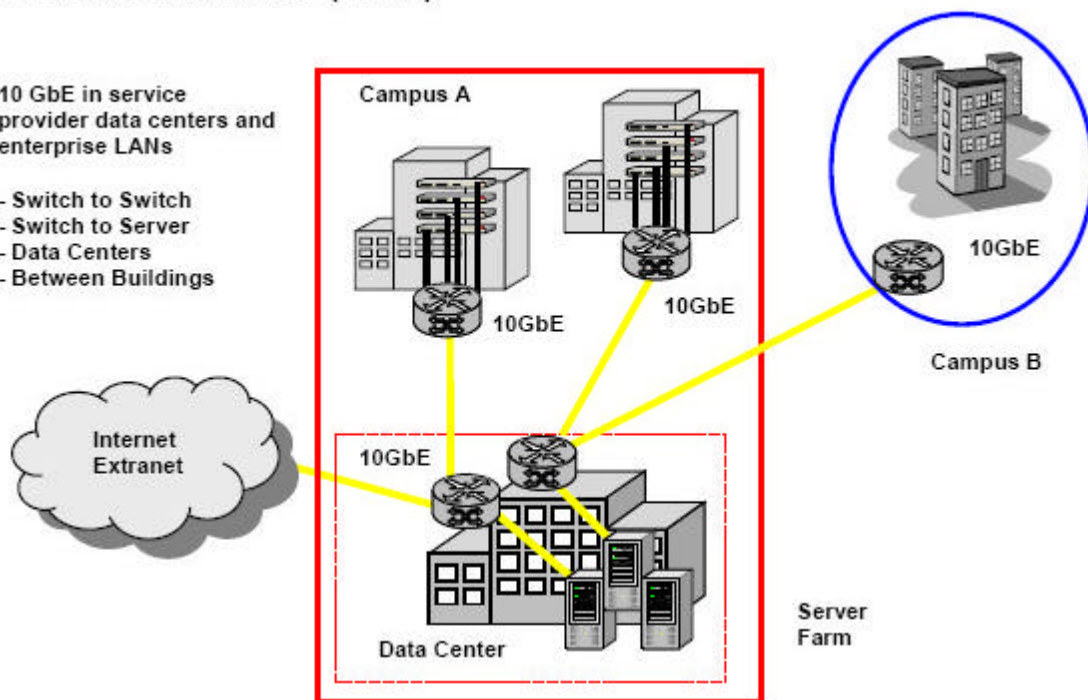 10 GbE in service
provider data centers and
enterprise LANs
- Switch to Switch
- Switch to Server
- Data Centers
- Between Buildings
Campus A
10GbE
10GbE
10GbE
Campus B
Internet
Extranet
10GbE
Data Center
Server
Farm